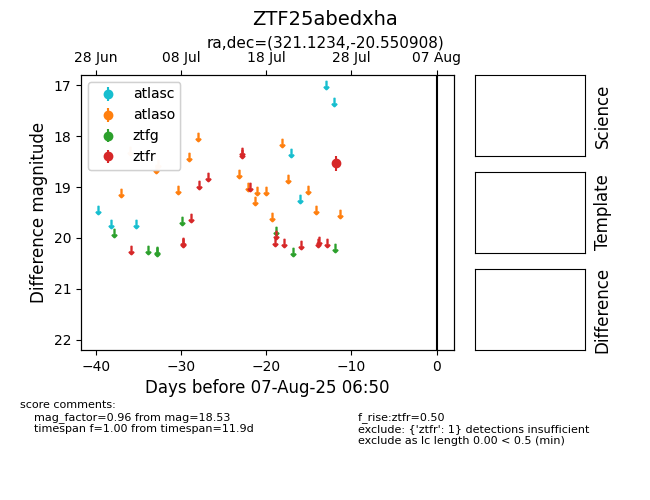 ZTF25abedxha
ra,dec=(321.1234,-20.550908)
28 Jun 08 Jul 18 Jul 28 Jul 07 Aug
atlasc
atlaso
ztfg
ztfr
17
18
19
20
21
22
Difference magnitude
−40 −30 −20 −10 0
Days before 07-Aug-25 06:50
Science
Template
Difference
score comments:
mag_factor=0.96 from mag=18.53
timespan f=1.00 from timespan=11.9d
f_rise:ztfr=0.50
exclude: {'ztfr': 1} detections insufficient
exclude as lc length 0.00 < 0.5 (min)